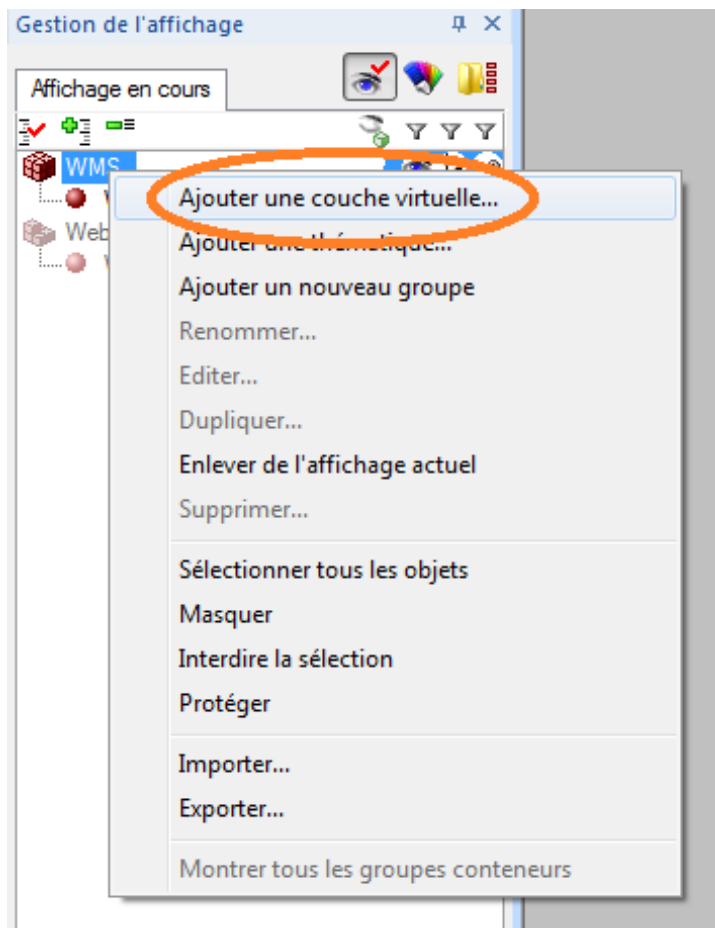 Gestion de l'affichage
Affichage en cours
WMS
Web
Ajouter une couche virtuelle...
Ajouter une thématique...
Ajouter un nouveau groupe
Renommer...
Editer...
Dupliquer...
Enlever de l'affichage actuel
Supprimer...
Sélectionner tous les objets
Masquer
Interdire la sélection
Protéger
Importer...
Exporter...
Montrer tous les groupes conteneurs